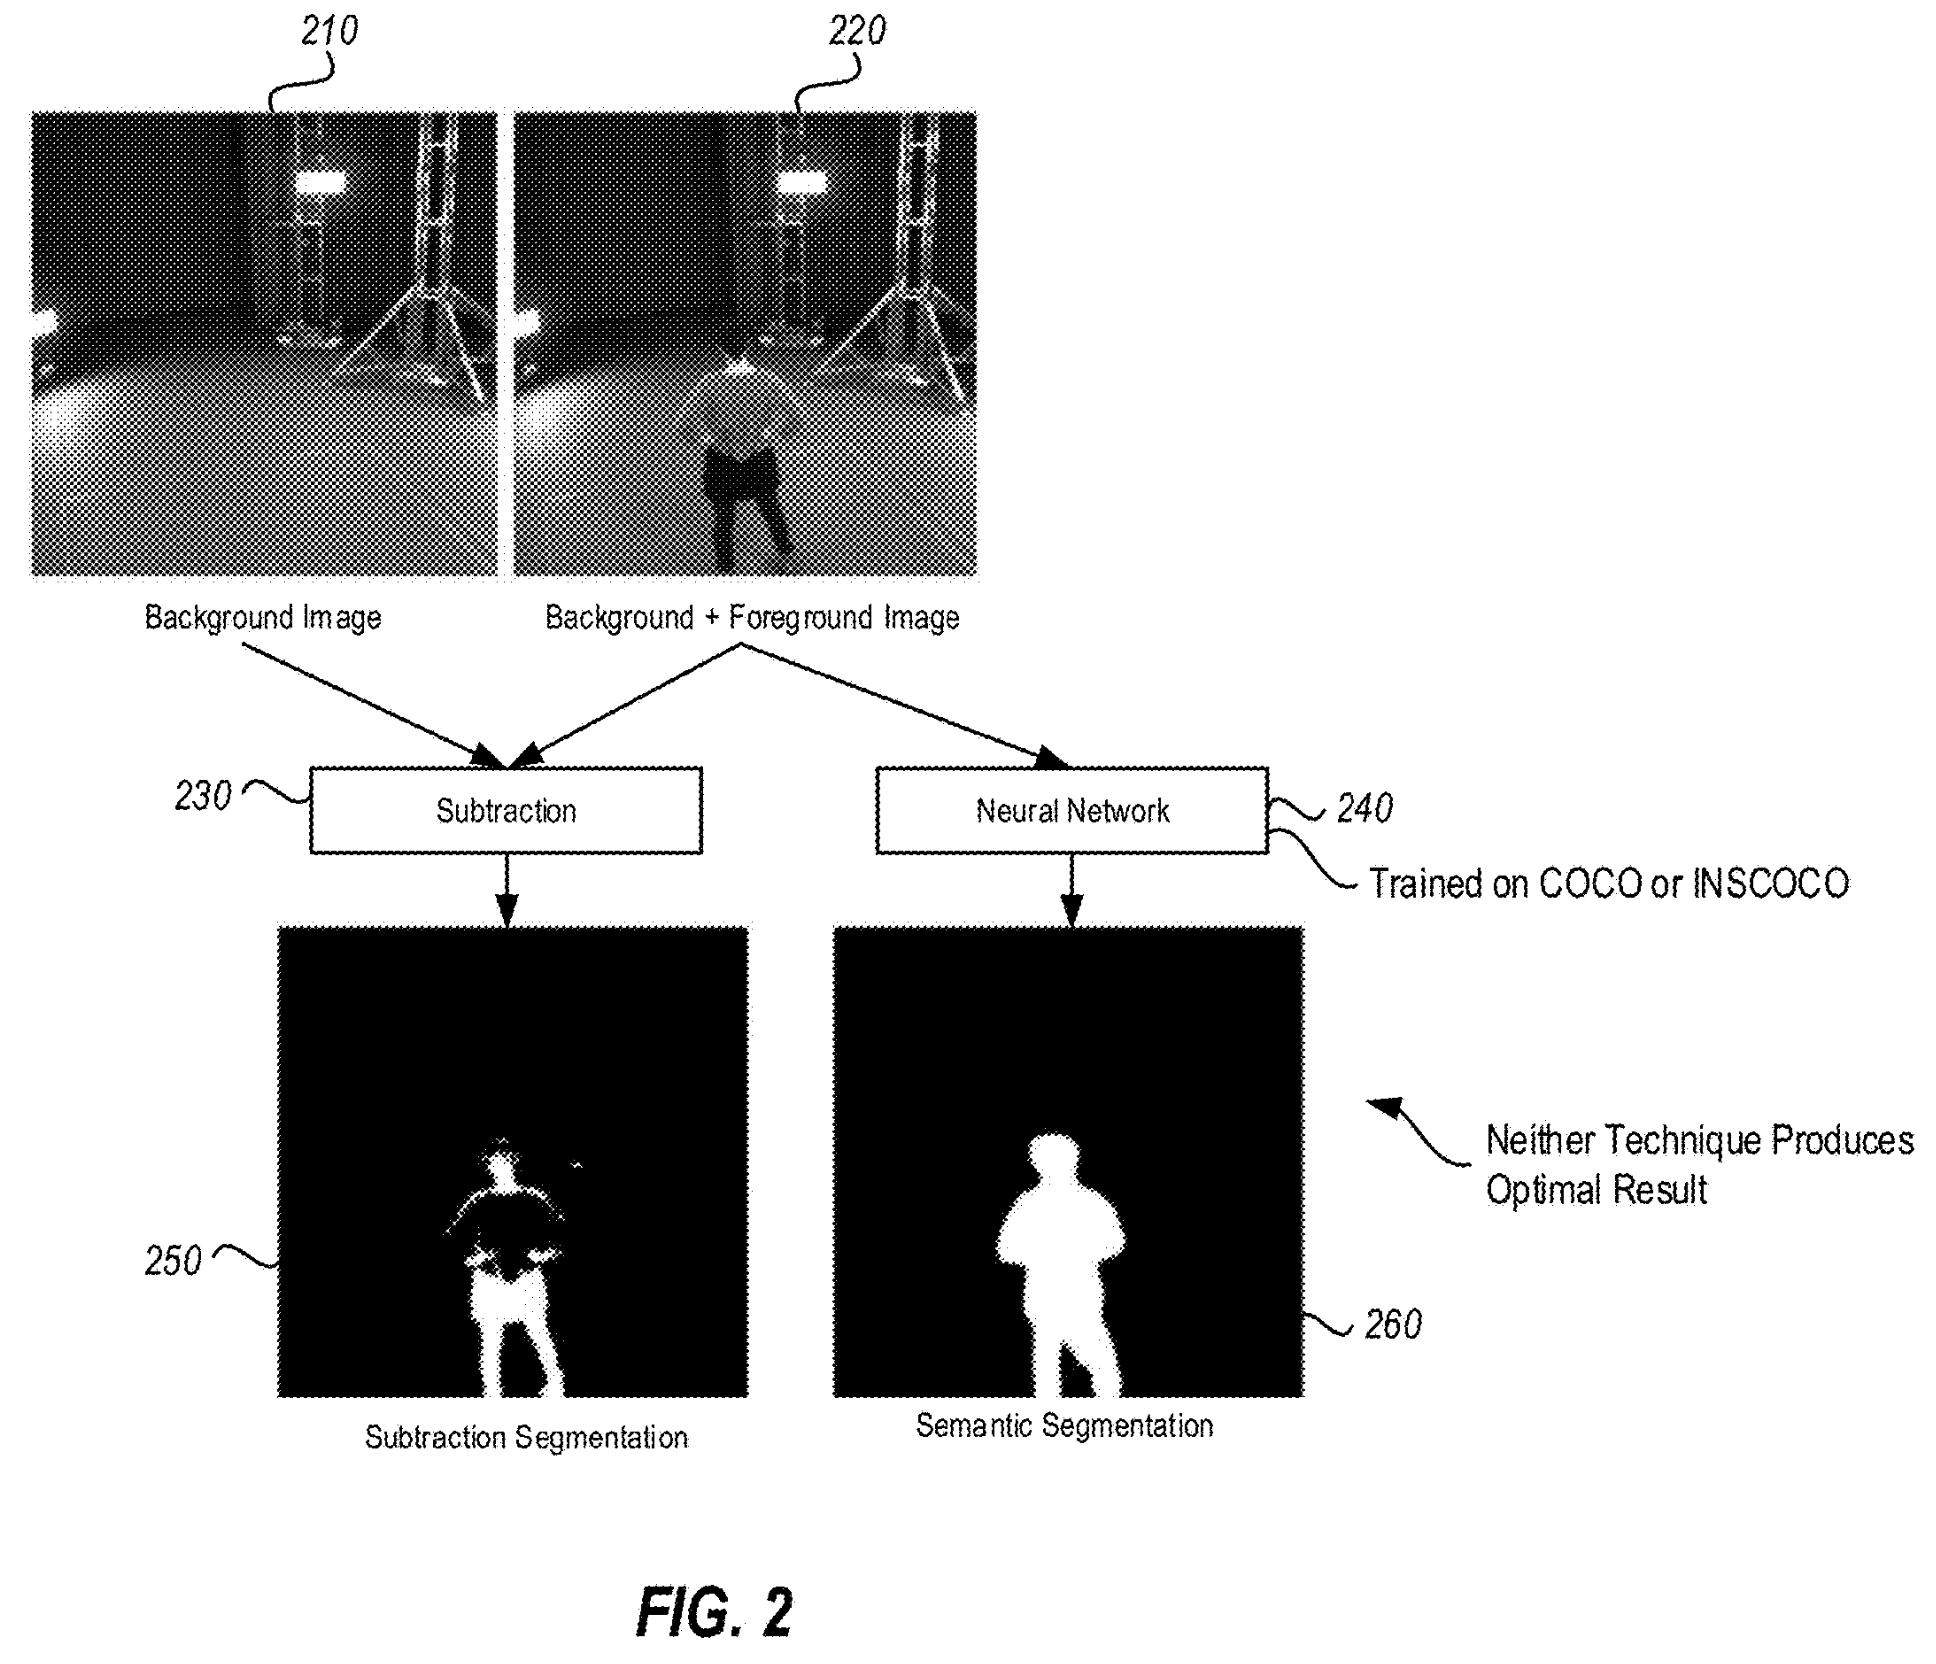 210
220
Background Image
Background + Foreground Image
230
Subtraction
Neural Network
240
Trained on COCO or INSCOCO
Neither Technique Produces
Optimal Result
250
260
Subtraction Segmentation
Semantic Segmentation
FIG. 2